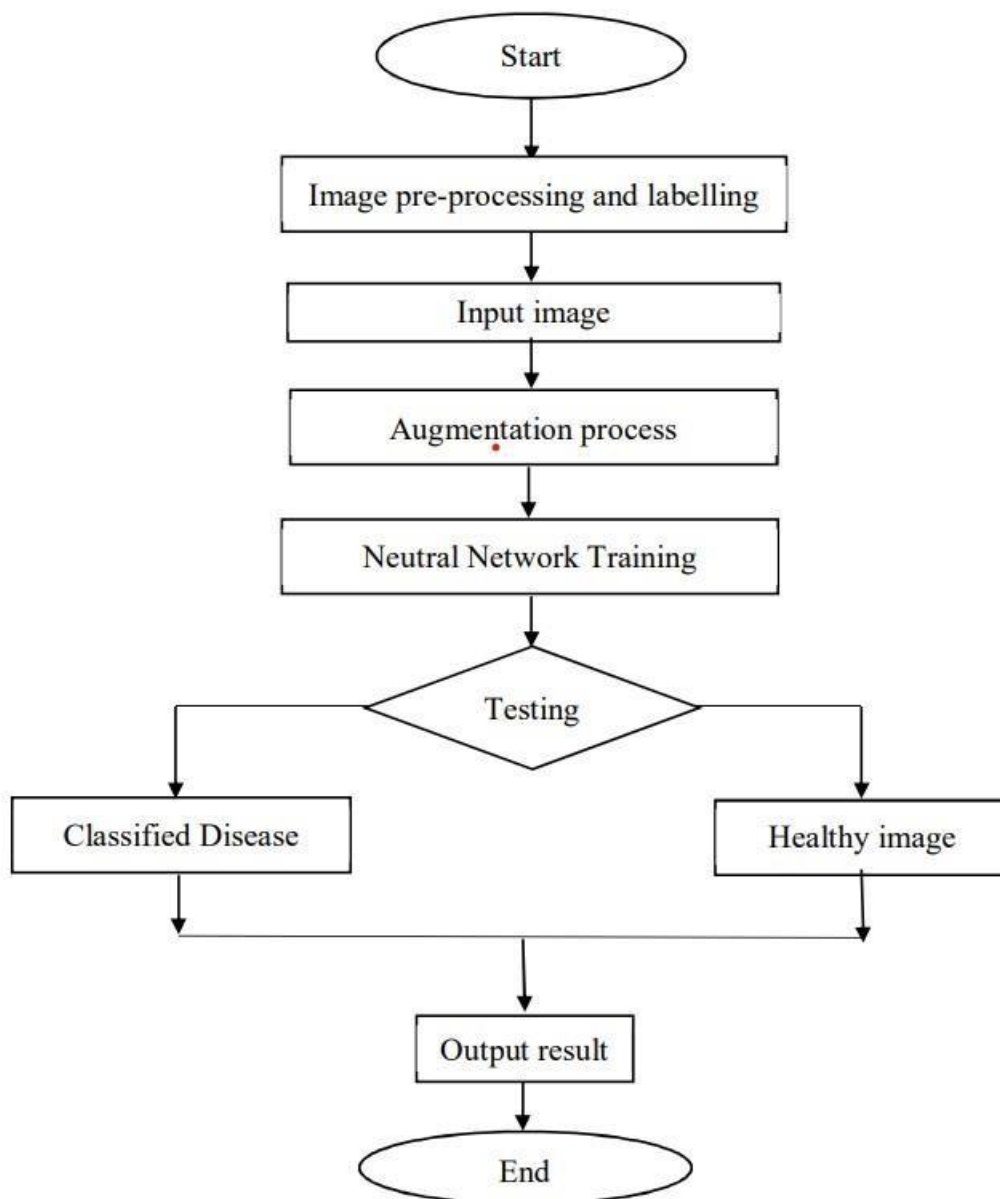 Start
Image pre-processing and labelling
Input image
Augmentation process
Neutral Network Training
Testing
Classified Disease
Healthy image
Output result
End